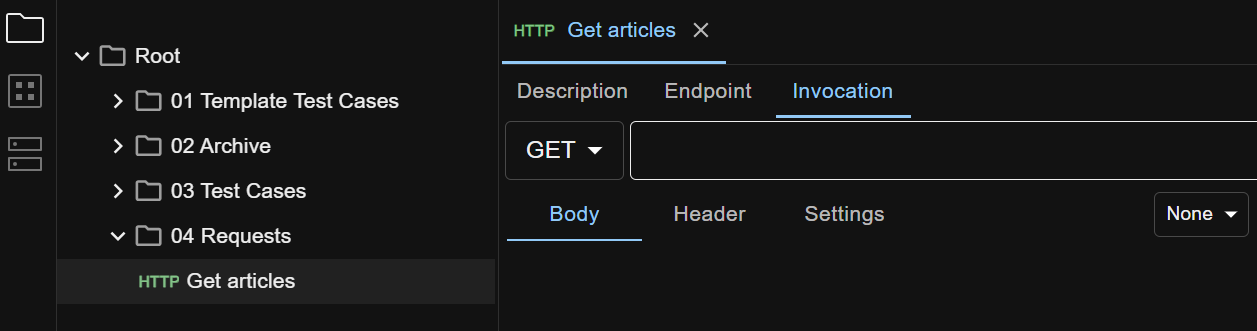 Root
01 Template Test Cases
02 Archive
03 Test Cases
04 Requests
HTTP Get articles
HTTP Get articles
Description Endpoint Invocation
GET
Body Header Settings None